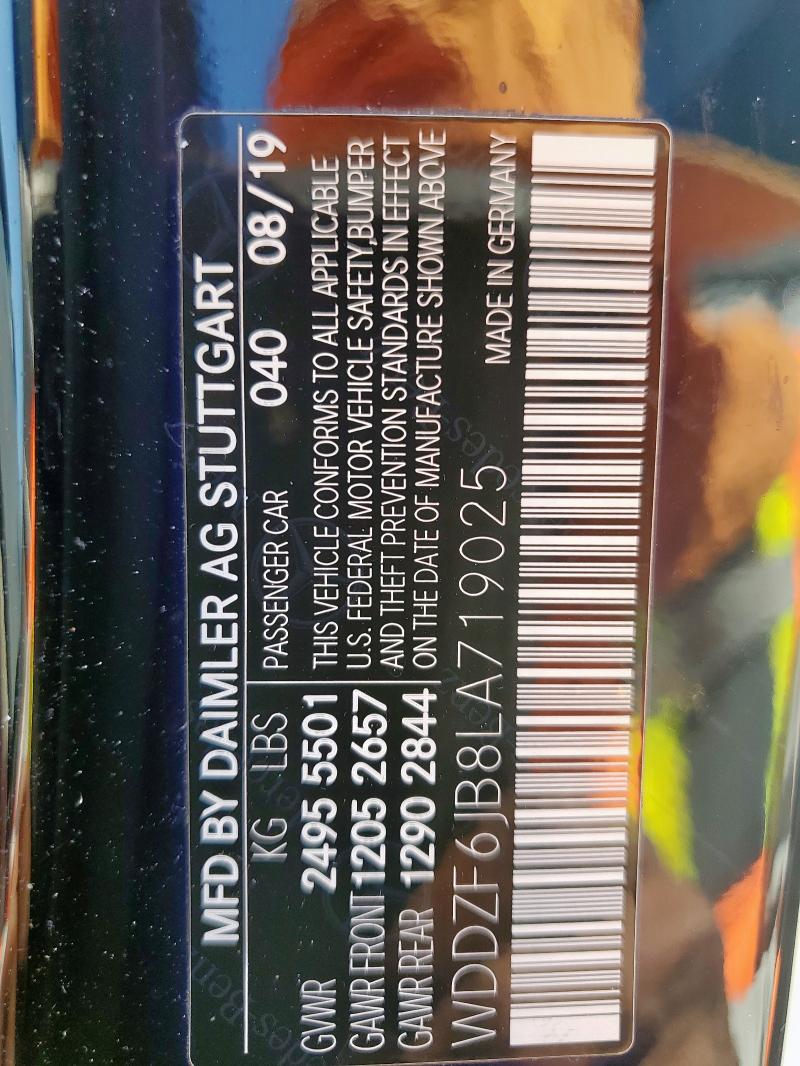 MFD BY DAIMLER AG STUTTGART
KG LBS PASSENGER CAR 040 08/19
GVWR 2495 5501 THIS VEHICLE CONFORMS TO ALL APPLICABLE
GAWR FRONT 1205 2657 U.S. FEDERAL MOTOR VEHICLE SAFETY,BUMPER
GAWR REAR 1290 2844 AND THEFT PREVENTION STANDARDS IN EFFECT
ON THE DATE OF MANUFACTURE SHOWN ABOVE
WDDZF6JB8LA719025 MADE IN GERMANY